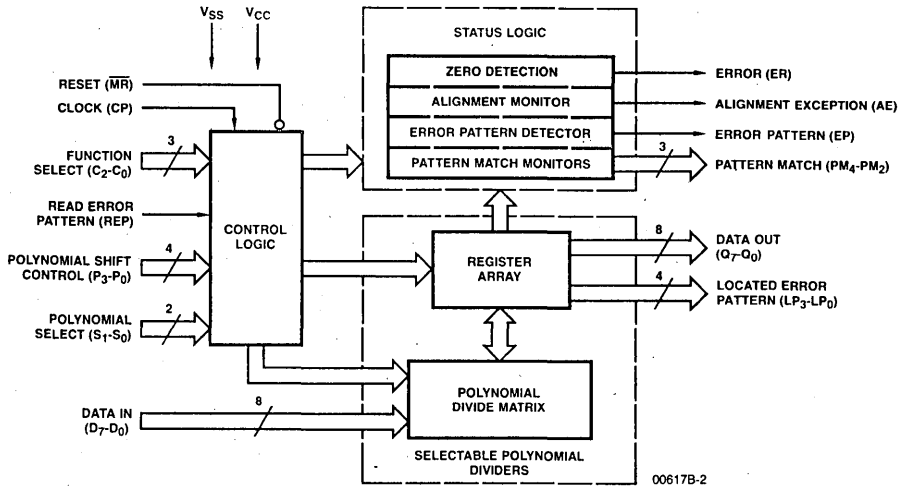 VSS
VCC
RESET (MR)
CLOCK (CP)
3
FUNCTION
SELECT (C2-C0)
READ ERROR
PATTERN (REP)
4
POLYNOMIAL SHIFT
CONTROL (P3-P0)
2
POLYNOMIAL
SELECT (S1-S0)
8
DATA IN
(D7-D0)
CONTROL
LOGIC
STATUS LOGIC
ZERO DETECTION
ALIGNMENT MONITOR
ERROR PATTERN DETECTOR
PATTERN MATCH MONITORS
ERROR (ER)
ALIGNMENT EXCEPTION (AE)
ERROR PATTERN (EP)
3
PATTERN MATCH (PM4-PM2)
REGISTER
ARRAY
8
DATA OUT
(Q7-Q0)
4
LOCATED ERROR
PATTERN (LP3-LP0)
POLYNOMIAL
DIVIDE MATRIX
SELECTABLE POLYNOMIAL
DIVIDERS
00617B-2